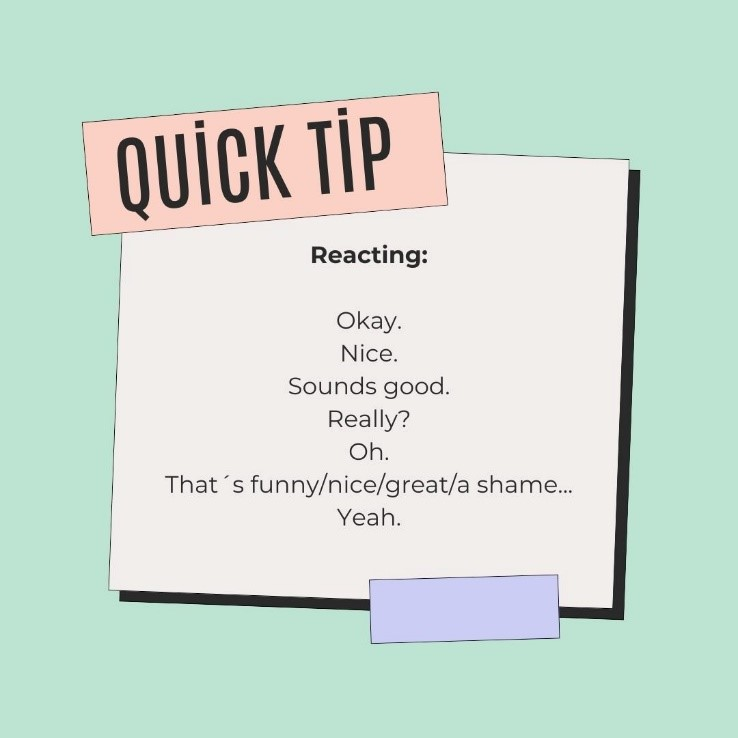 QUİCK TİP
Reacting:
Okay.
Nice.
Sounds good.
Really?
Oh.
That´s funny/nice/great/a shame...
Yeah.